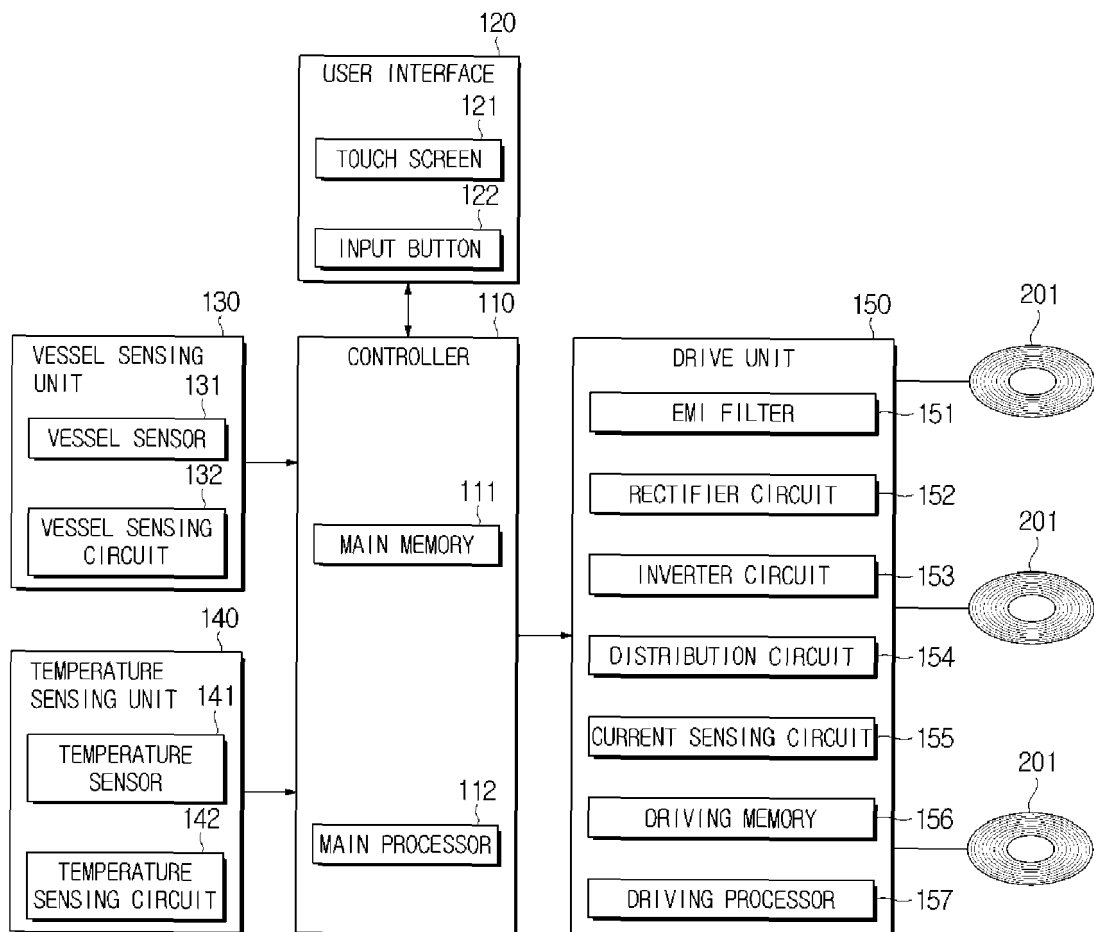 120
USER INTERFACE
121
TOUCH SCREEN
122
INPUT BUTTON
130
VESSEL SENSING
UNIT
131
VESSEL SENSOR
132
VESSEL SENSING
CIRCUIT
140
TEMPERATURE
SENSING UNIT
141
TEMPERATURE
SENSOR
142
TEMPERATURE
SENSING CIRCUIT
110
CONTROLLER
111
MAIN MEMORY
112
MAIN PROCESSOR
150
DRIVE UNIT
EMI FILTER
151
RECTIFIER CIRCUIT
152
INVERTER CIRCUIT
153
DISTRIBUTION CIRCUIT
154
CURRENT SENSING CIRCUIT
155
DRIVING MEMORY
156
DRIVING PROCESSOR
157
201
201
201